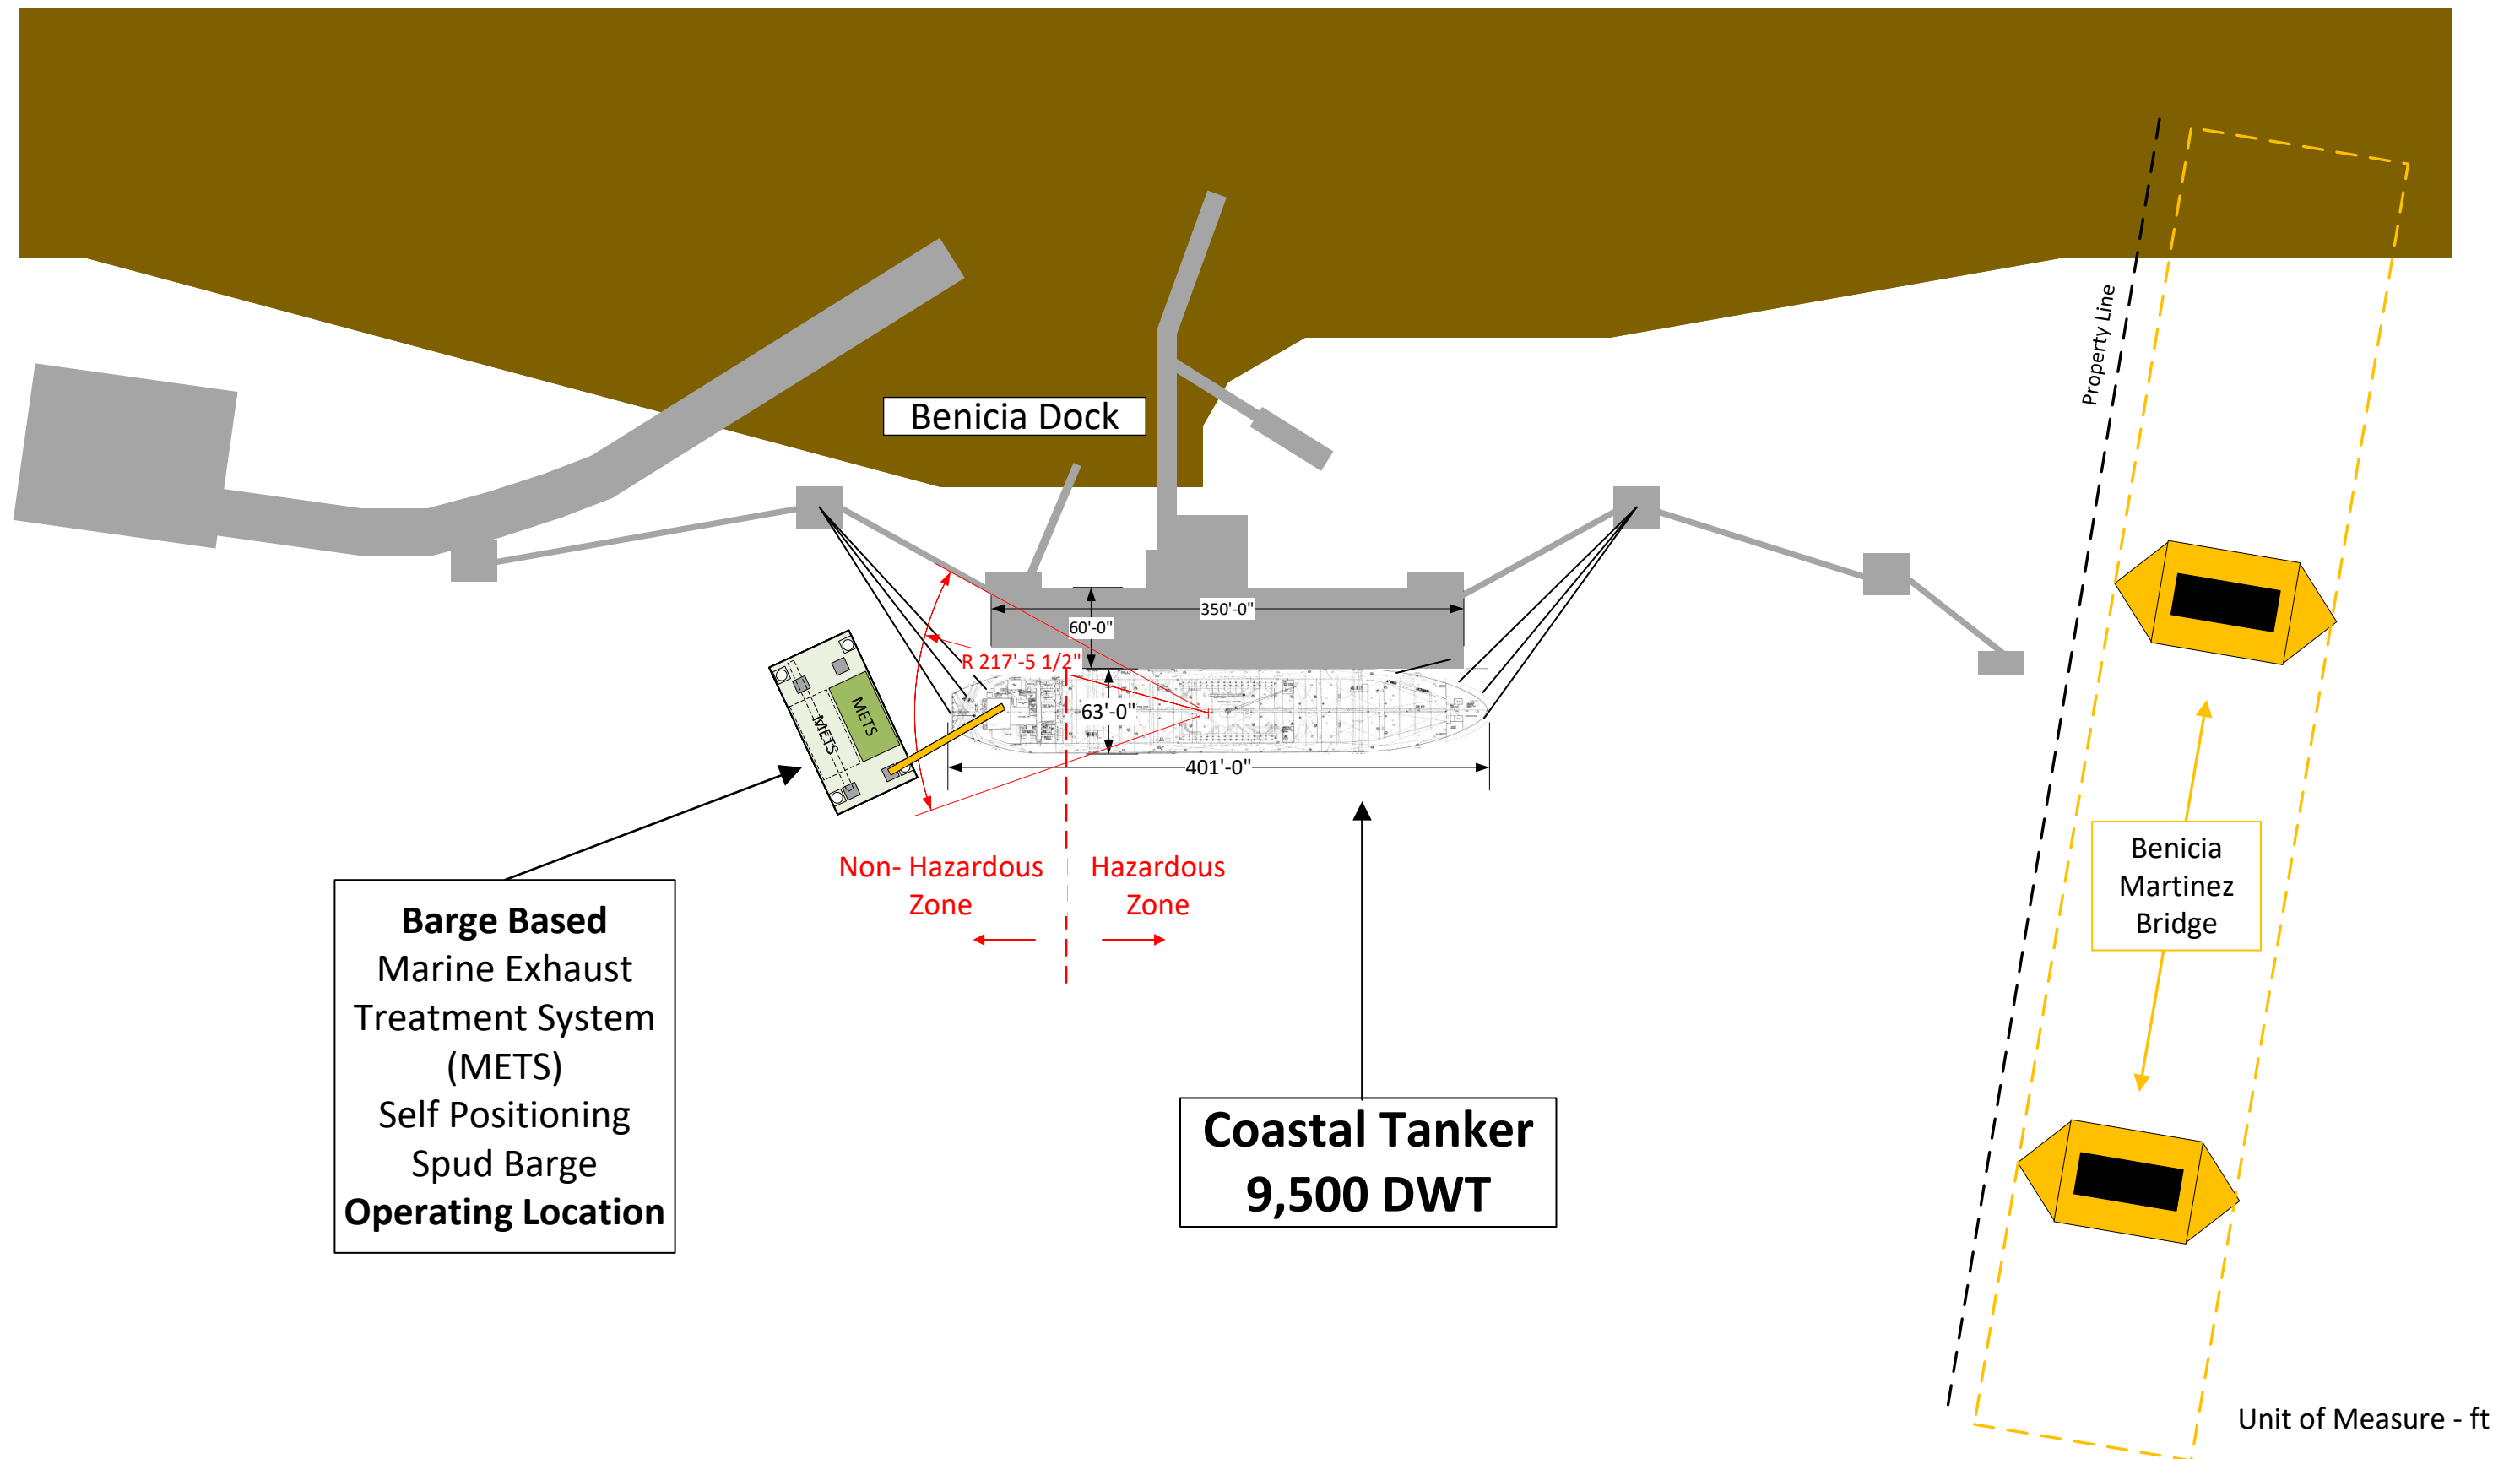 Benicia Dock
Property Line
350'-0"
60'-0"
R 217'-5 1/2"
63'-0"
401'-0"
METS
METS
Non- Hazardous
Zone
Hazardous
Zone
Barge Based
Marine Exhaust
Treatment System
(METS)
Self Positioning
Spud Barge
Operating Location
Coastal Tanker
9,500 DWT
Benicia
Martinez
Bridge
Unit of Measure - ft